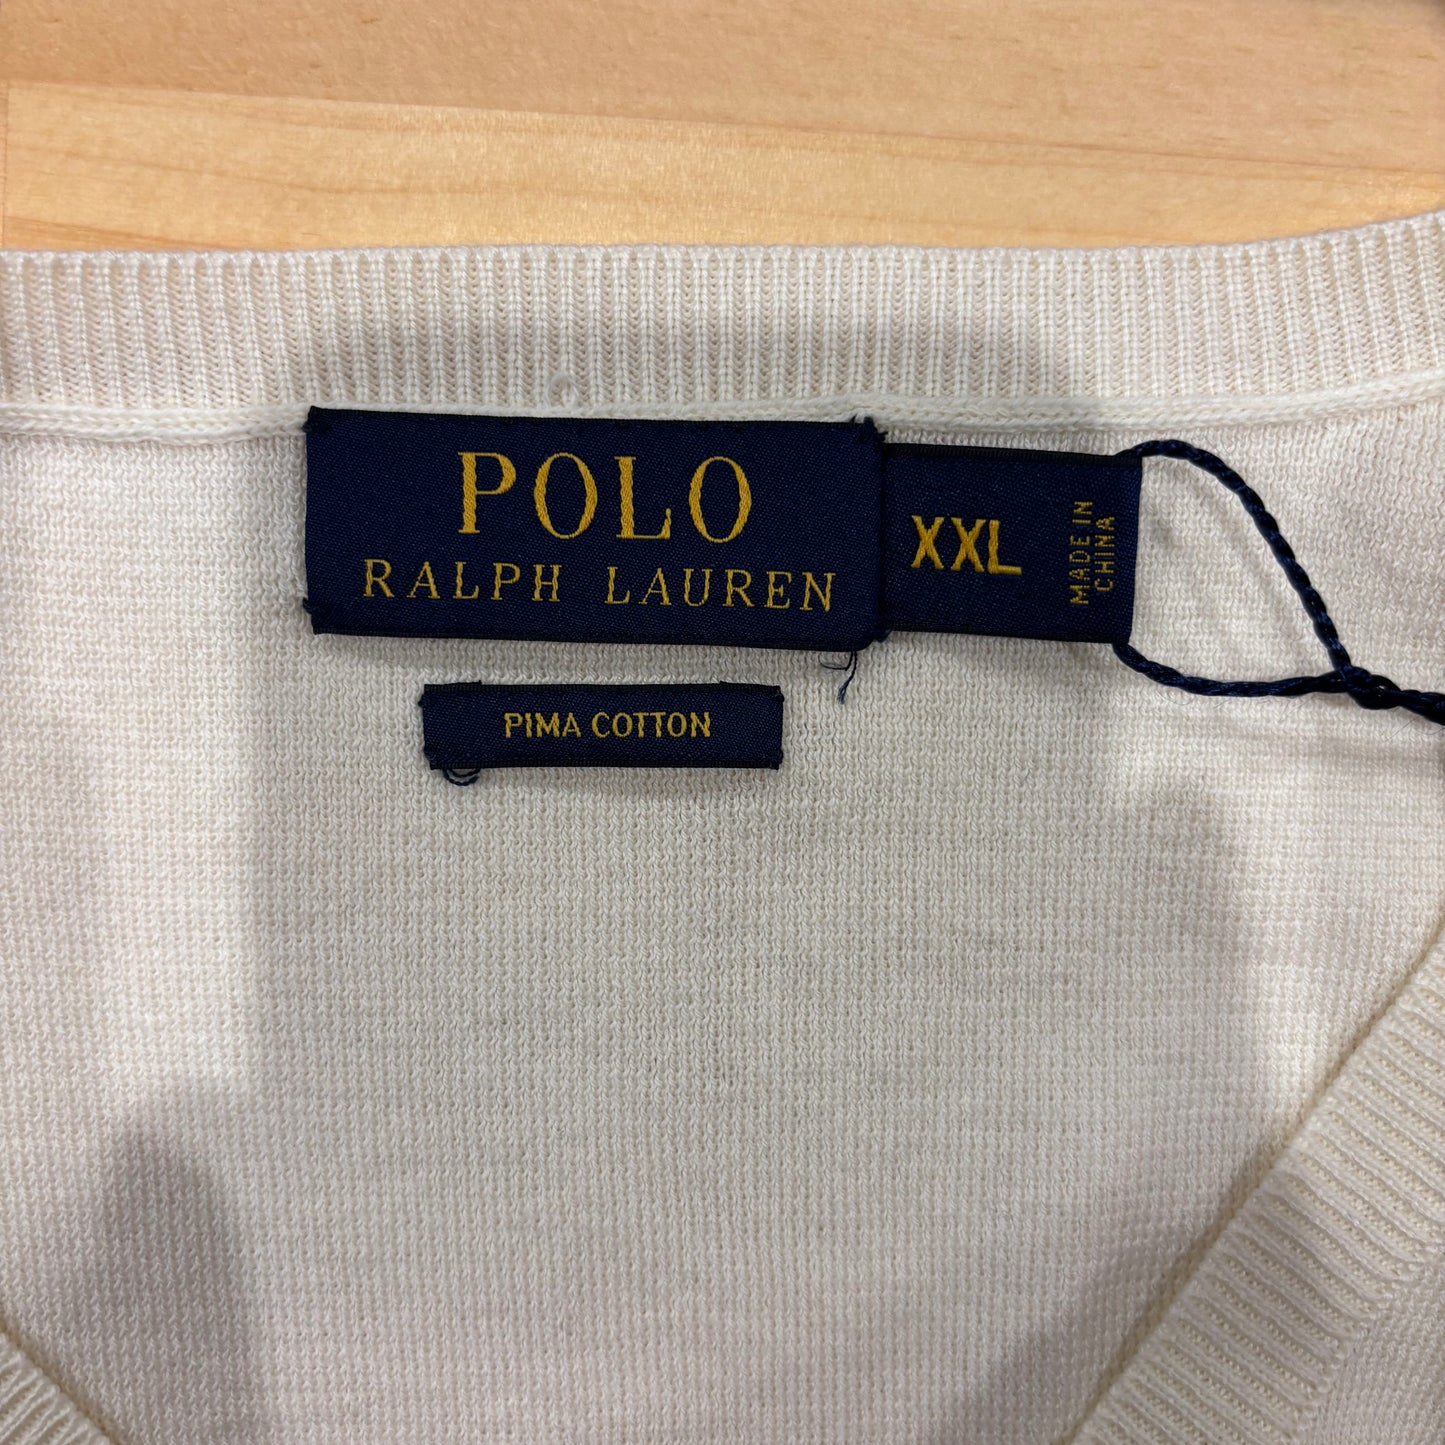 POLO
RALPH LAUREN
XXL
MADE IN
CHINA
PIMA COTTON